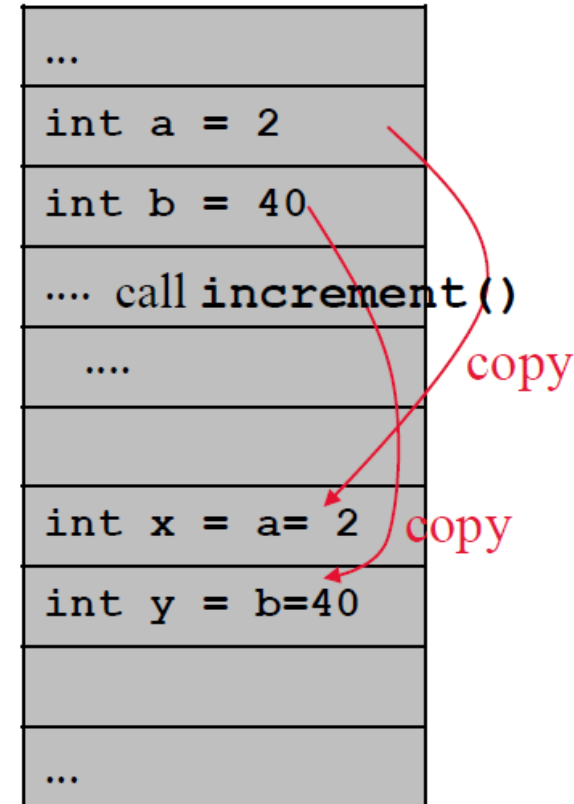 ...
int a = 2
int b = 40
.... call increment()
....
copy
int x = a= 2
copy
int y = b=40
...